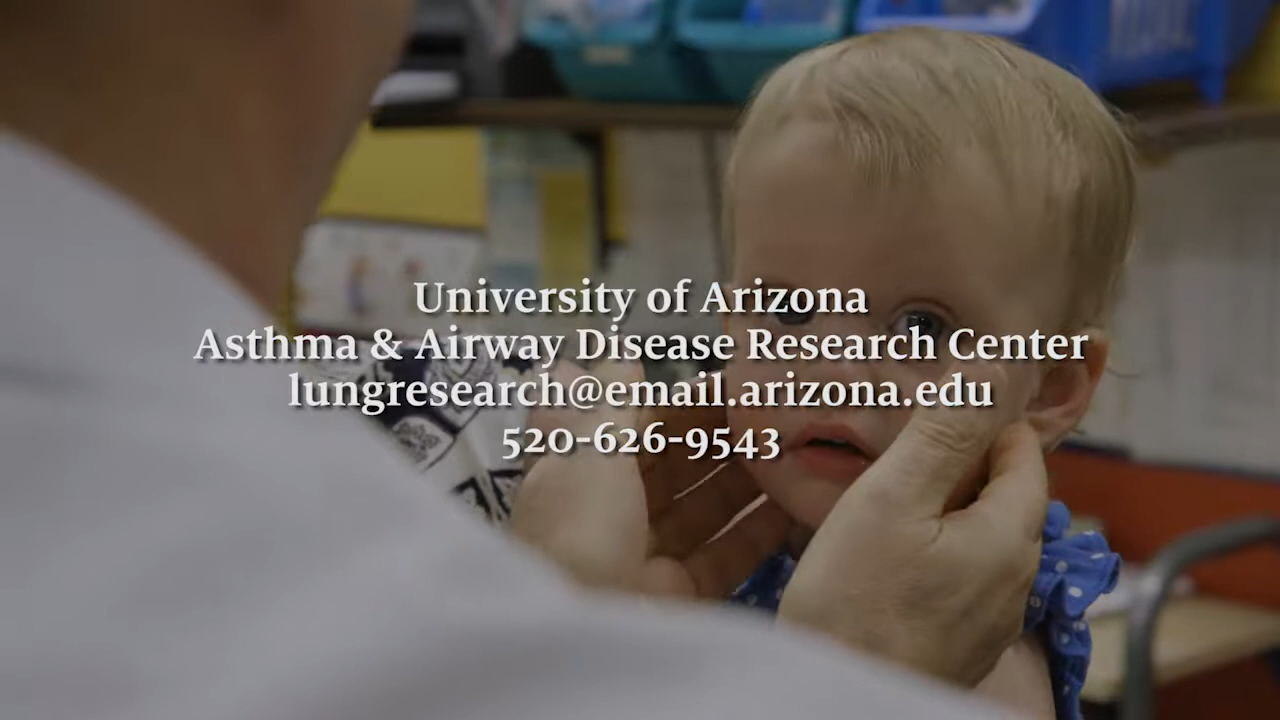 University of Arizona
Asthma & Airway Disease Research Center
lungresearch@email.arizona.edu
520-626-9543